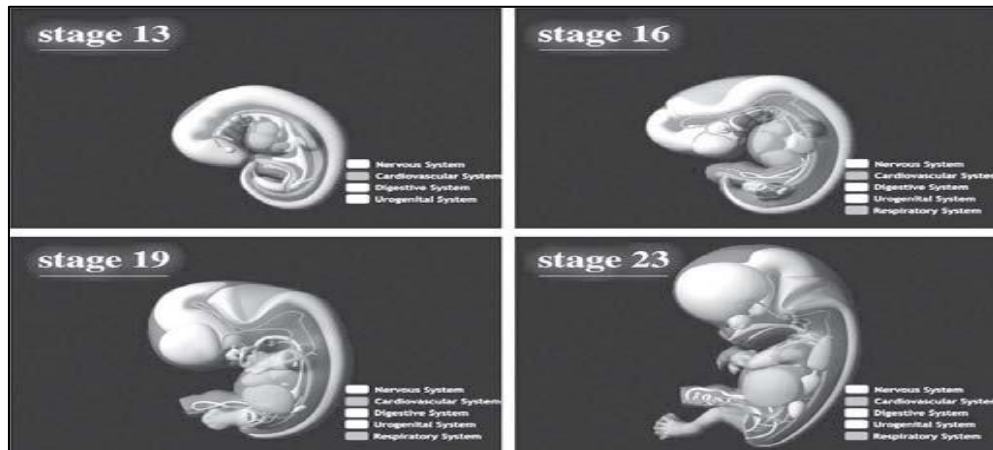 stage 13
Nervous System
Cardiovascular System
Digestive System
Urogenital System
stage 16
Nervous System
Cardiovascular System
Digestive System
Urogenital System
Respiratory System
stage 19
Nervous System
Cardiovascular System
Digestive System
Urogenital System
Respiratory System
stage 23
Nervous System
Cardiovascular System
Digestive System
Urogenital System
Respiratory System